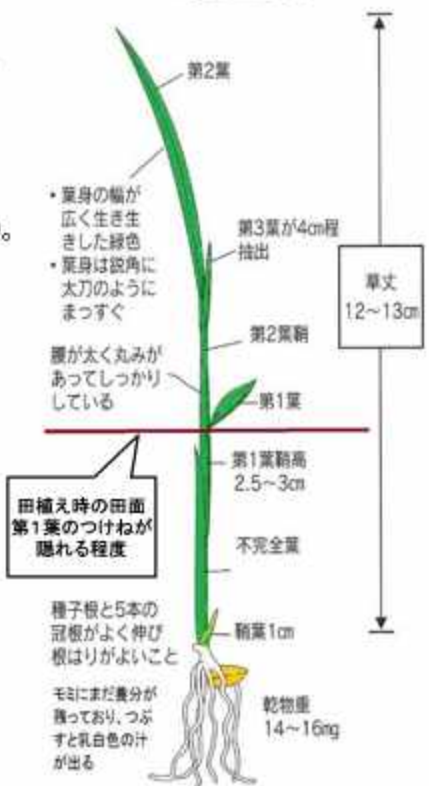 第2葉
・葉身の幅が
広く生き生
きした緑色
・葉身は鋭角に
太刀のように
まっすぐ
。
第3葉が4cm程
抽出
草丈
12～13cm
第2葉鞘
腰が太く丸みが
あってしっかり
している
第1葉
第1葉鞘高
2.5～3cm
田植え時の田面
第1葉のつけねが
隠れる程度
不完全葉
種子根と5本の
冠根がよく伸び
根はりがよいこと
鞘葉1cm
モミにまだ養分が
残っており、つぶ
すと乳白色の汁
が出る
乾物重
14～16mg